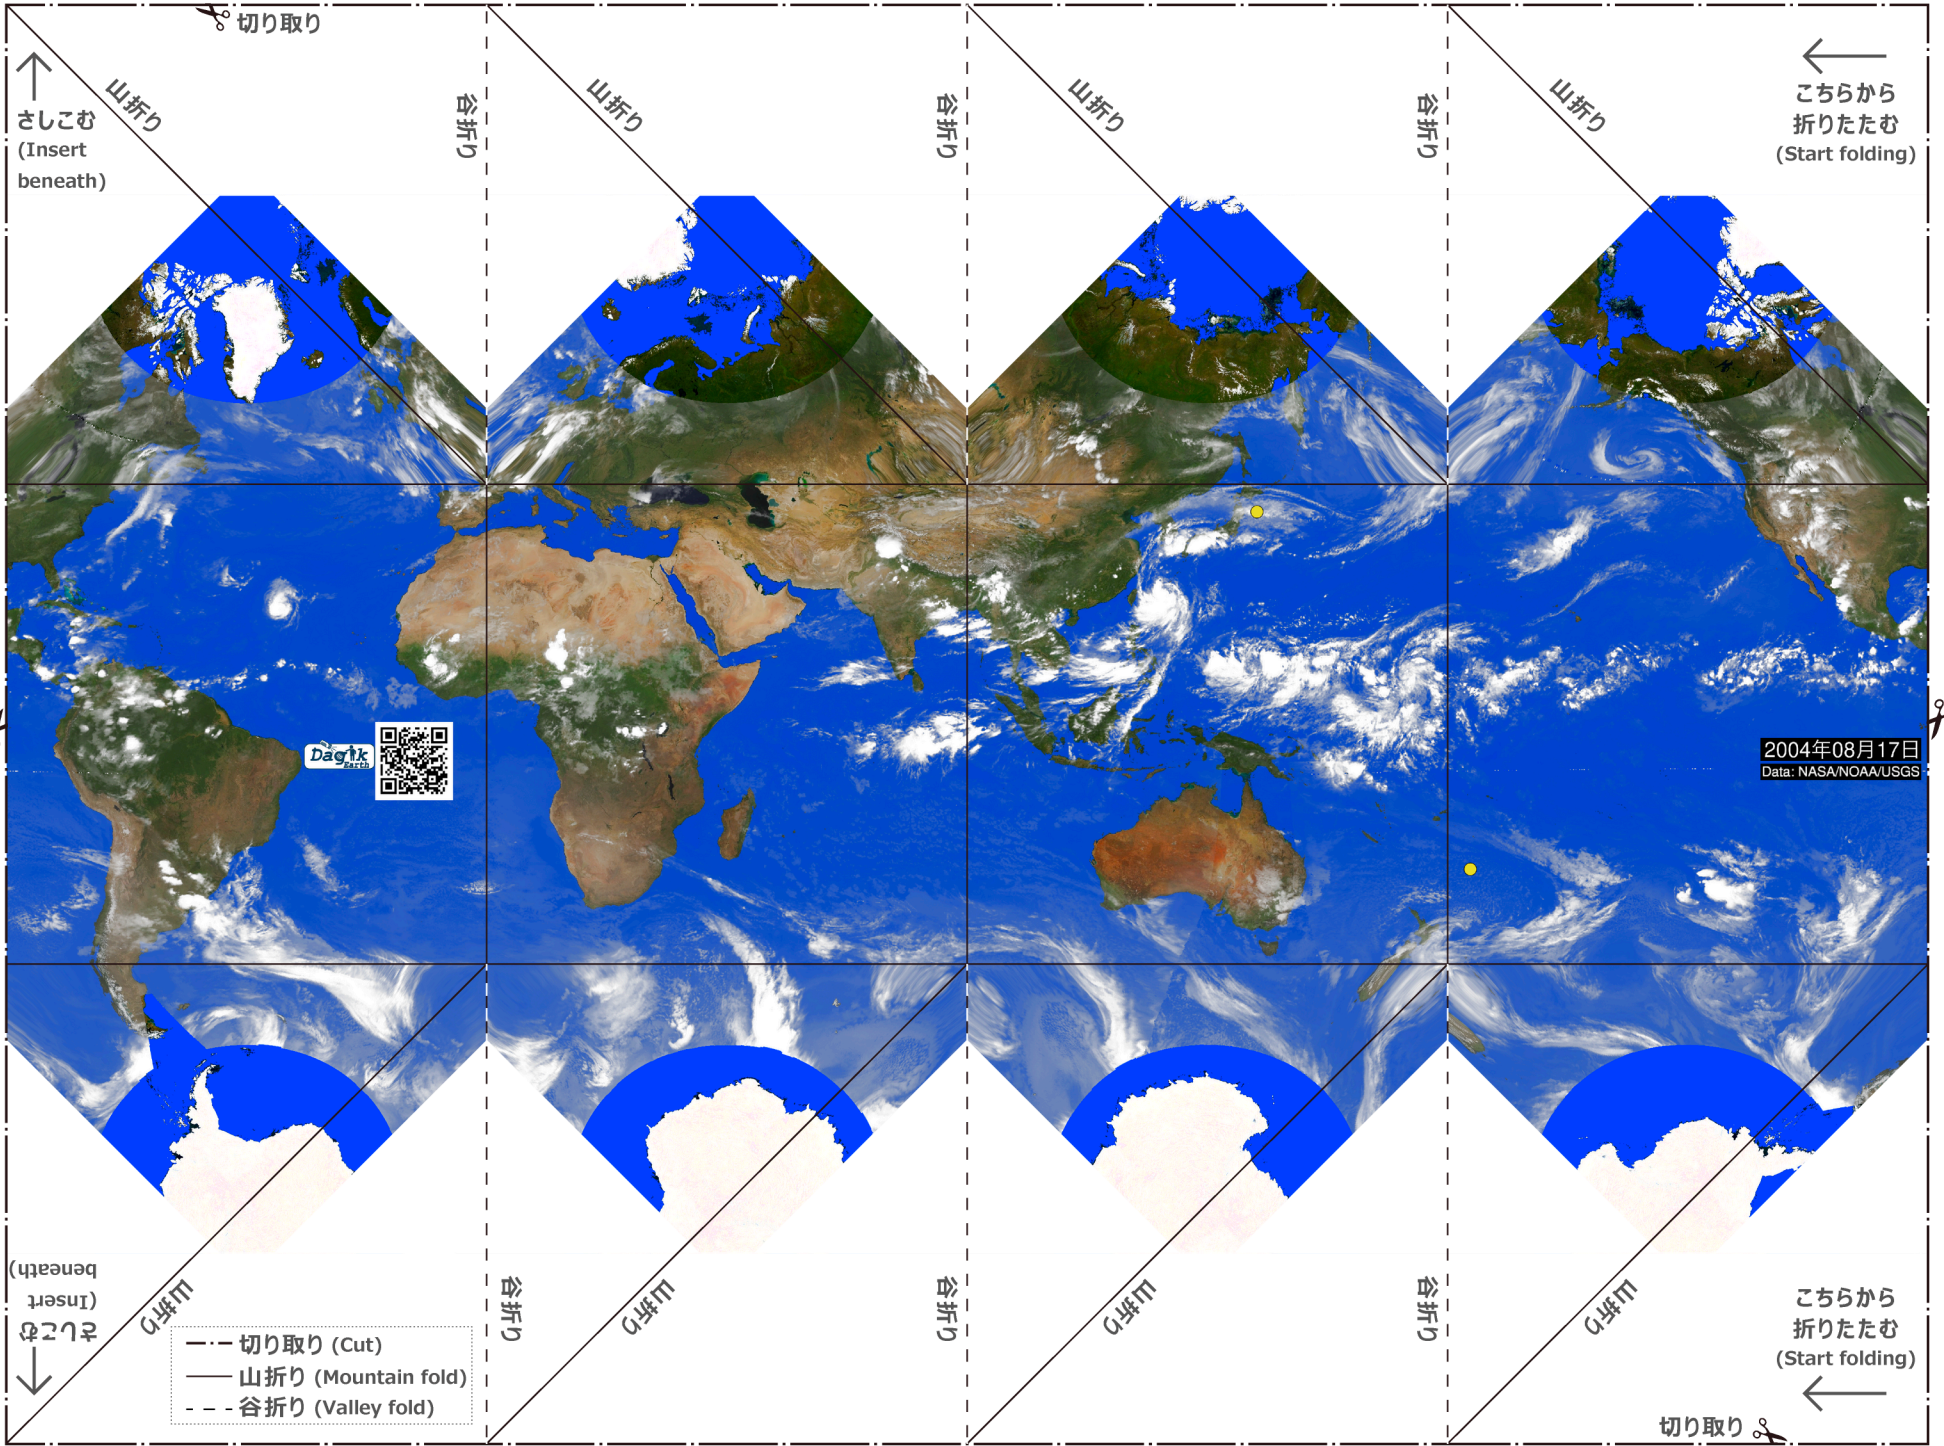 切り取り
山折り
谷折り
山折り
谷折り
山折り
谷折り
山折り
さしこむ
(Insert
beneath)
こちらから
折りたたむ
(Start folding)
Dagik
Earth
2004年08月17日
Data: NASA/NOAA/USGS
さしこむ
(Insert
beneath)
山折り
谷折り
山折り
谷折り
山折り
谷折り
山折り
こちらから
折りたたむ
(Start folding)
切り取り (Cut)
山折り (Mountain fold)
谷折り (Valley fold)
切り取り